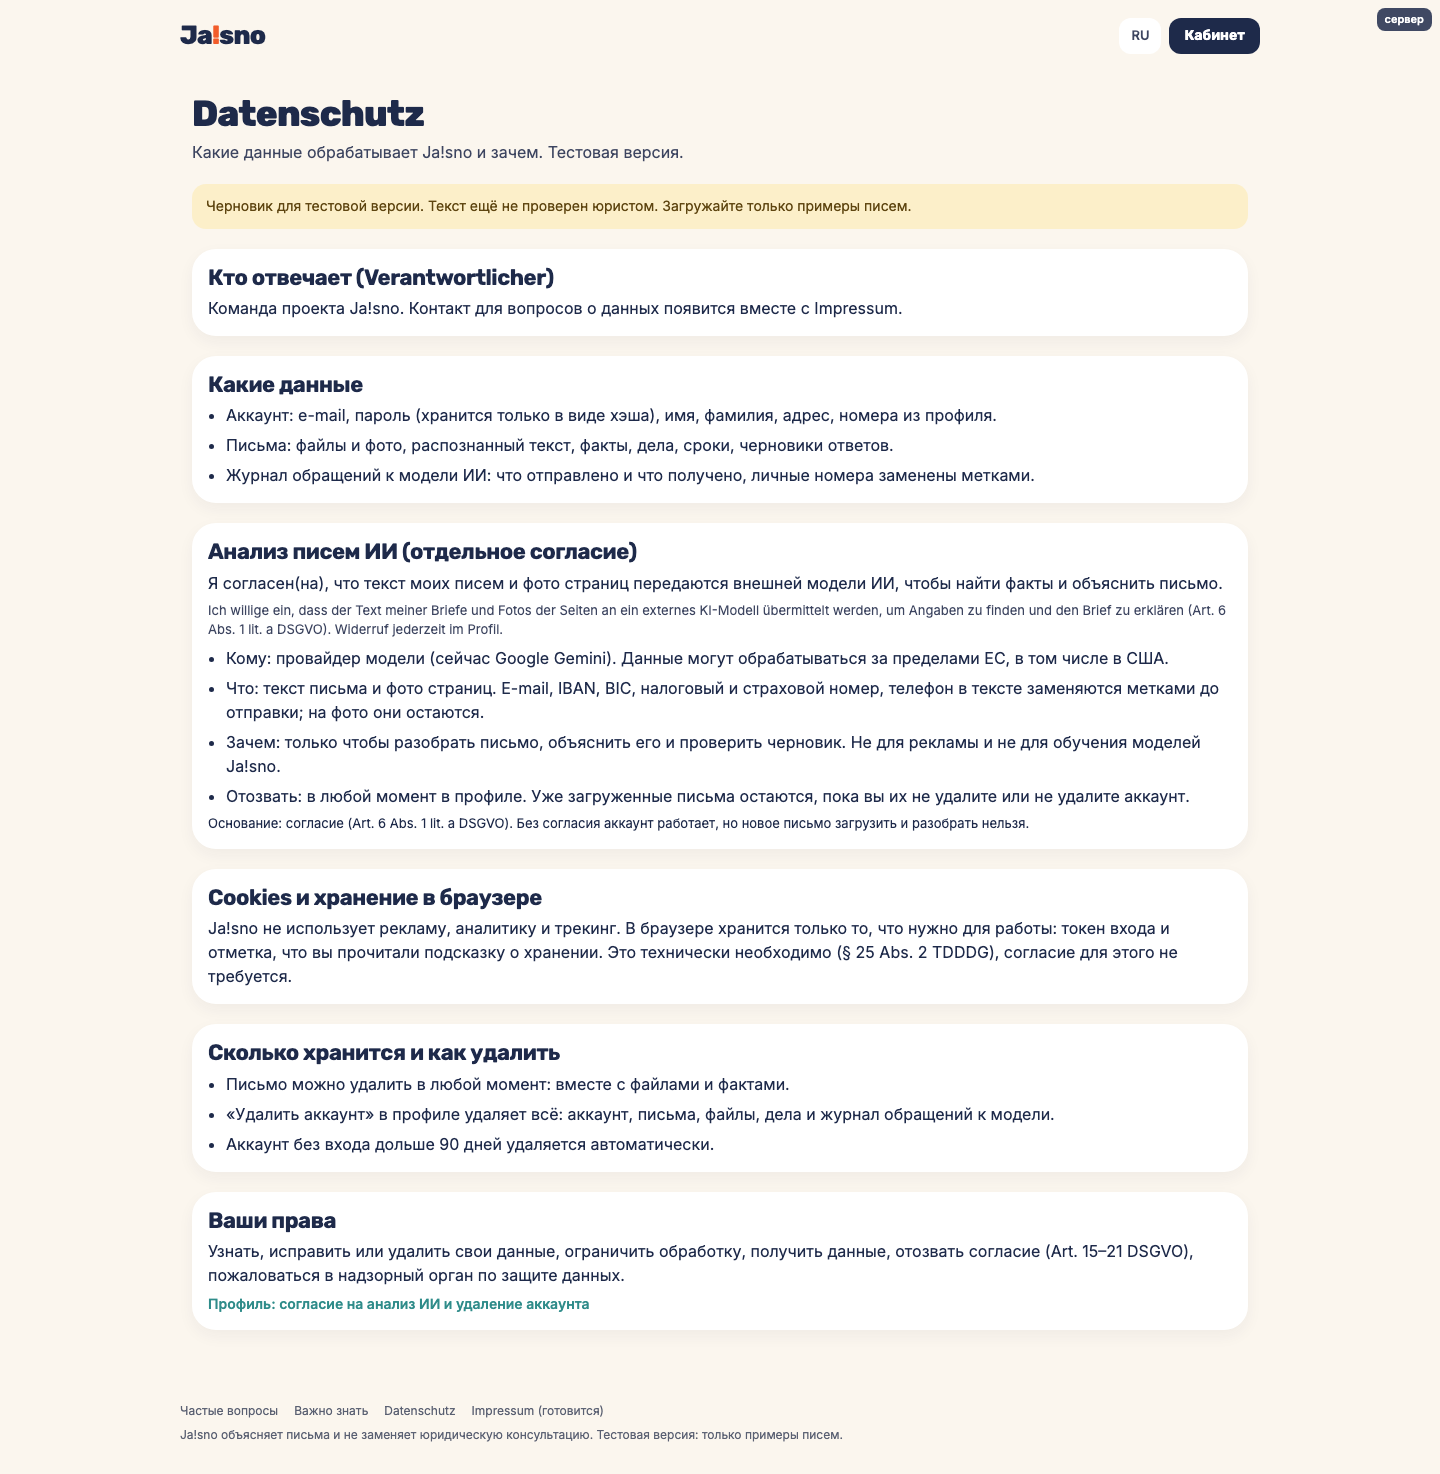 Ja!sno
RU
Кабинет
сервер
Datenschutz
Какие данные обрабатывает Ja!sno и зачем. Тестовая версия.
Черновик для тестовой версии. Текст ещё не проверен юристом. Загружайте только примеры писем.
Кто отвечает (Verantwortlicher)
Команда проекта Ja!sno. Контакт для вопросов о данных появится вместе с Impressum.
Какие данные
• Аккаунт: e-mail, пароль (хранится только в виде хэша), имя, фамилия, адрес, номера из профиля.
• Письма: файлы и фото, распознанный текст, факты, дела, сроки, черновики ответов.
• Журнал обращений к модели ИИ: что отправлено и что получено, личные номера заменены метками.
Анализ писем ИИ (отдельное согласие)
Я согласен(на), что текст моих писем и фото страниц передаются внешней модели ИИ, чтобы найти факты и объяснить письмо.
Ich willige ein, dass der Text meiner Briefe und Fotos der Seiten an ein externes KI-Modell übermittelt werden, um Angaben zu finden und den Brief zu erklären (Art. 6
Abs. 1 lit. a DSGVO). Widerruf jederzeit im Profil.
• Кому: провайдер модели (сейчас Google Gemini). Данные могут обрабатываться за пределами ЕС, в том числе в США.
• Что: текст письма и фото страниц. E-mail, IBAN, BIC, налоговый и страховой номер, телефон в тексте заменяются метками до
отправки; на фото они остаются.
• Зачем: только чтобы разобрать письмо, объяснить его и проверить черновик. Не для рекламы и не для обучения моделей
Ja!sno.
• Отозвать: в любой момент в профиле. Уже загруженные письма остаются, пока вы их не удалите или не удалите аккаунт.
Основание: согласие (Art. 6 Abs. 1 lit. a DSGVO). Без согласия аккаунт работает, но новое письмо загрузить и разобрать нельзя.
Cookies и хранение в браузере
Ja!sno не использует рекламу, аналитику и трекинг. В браузере хранится только то, что нужно для работы: токен входа и
отметка, что вы прочитали подсказку о хранении. Это технически необходимо (§ 25 Abs. 2 TDDDG), согласие для этого не
требуется.
Сколько хранится и как удалить
• Письмо можно удалить в любой момент: вместе с файлами и фактами.
• «Удалить аккаунт» в профиле удаляет всё: аккаунт, письма, файлы, дела и журнал обращений к модели.
• Аккаунт без входа дольше 90 дней удаляется автоматически.
Ваши права
Узнать, исправить или удалить свои данные, ограничить обработку, получить данные, отозвать согласие (Art. 15–21 DSGVO),
пожаловаться в надзорный орган по защите данных.
Профиль: согласие на анализ ИИ и удаление аккаунта
Частые вопросы
Важно знать
Datenschutz
Impressum (готовится)
Ja!sno объясняет письма и не заменяет юридическую консультацию. Тестовая версия: только примеры писем.